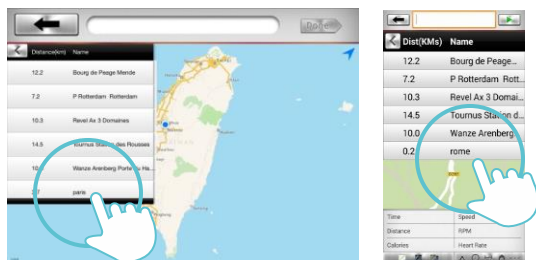 Done
Distance(km) Name
12.2 Bourg de Peage Mende
7.2 P Rotterdam Rotterdam
10.3 Revel Ax 3 Domaines
14.5 Tournus Station des Rousses
10. Wanze Arenberg Porte du Ha...
paris
Dist(KMs) Name
12.2 Bourg de Peage...
7.2 P Rotterdam Rott...
10.3 Revel Ax 3 Domai...
14.5 Tournus Station d...
10.0 Wanze Arenberg
0.2 rome
Time Speed
Distance RPM
Calories Heart Rate